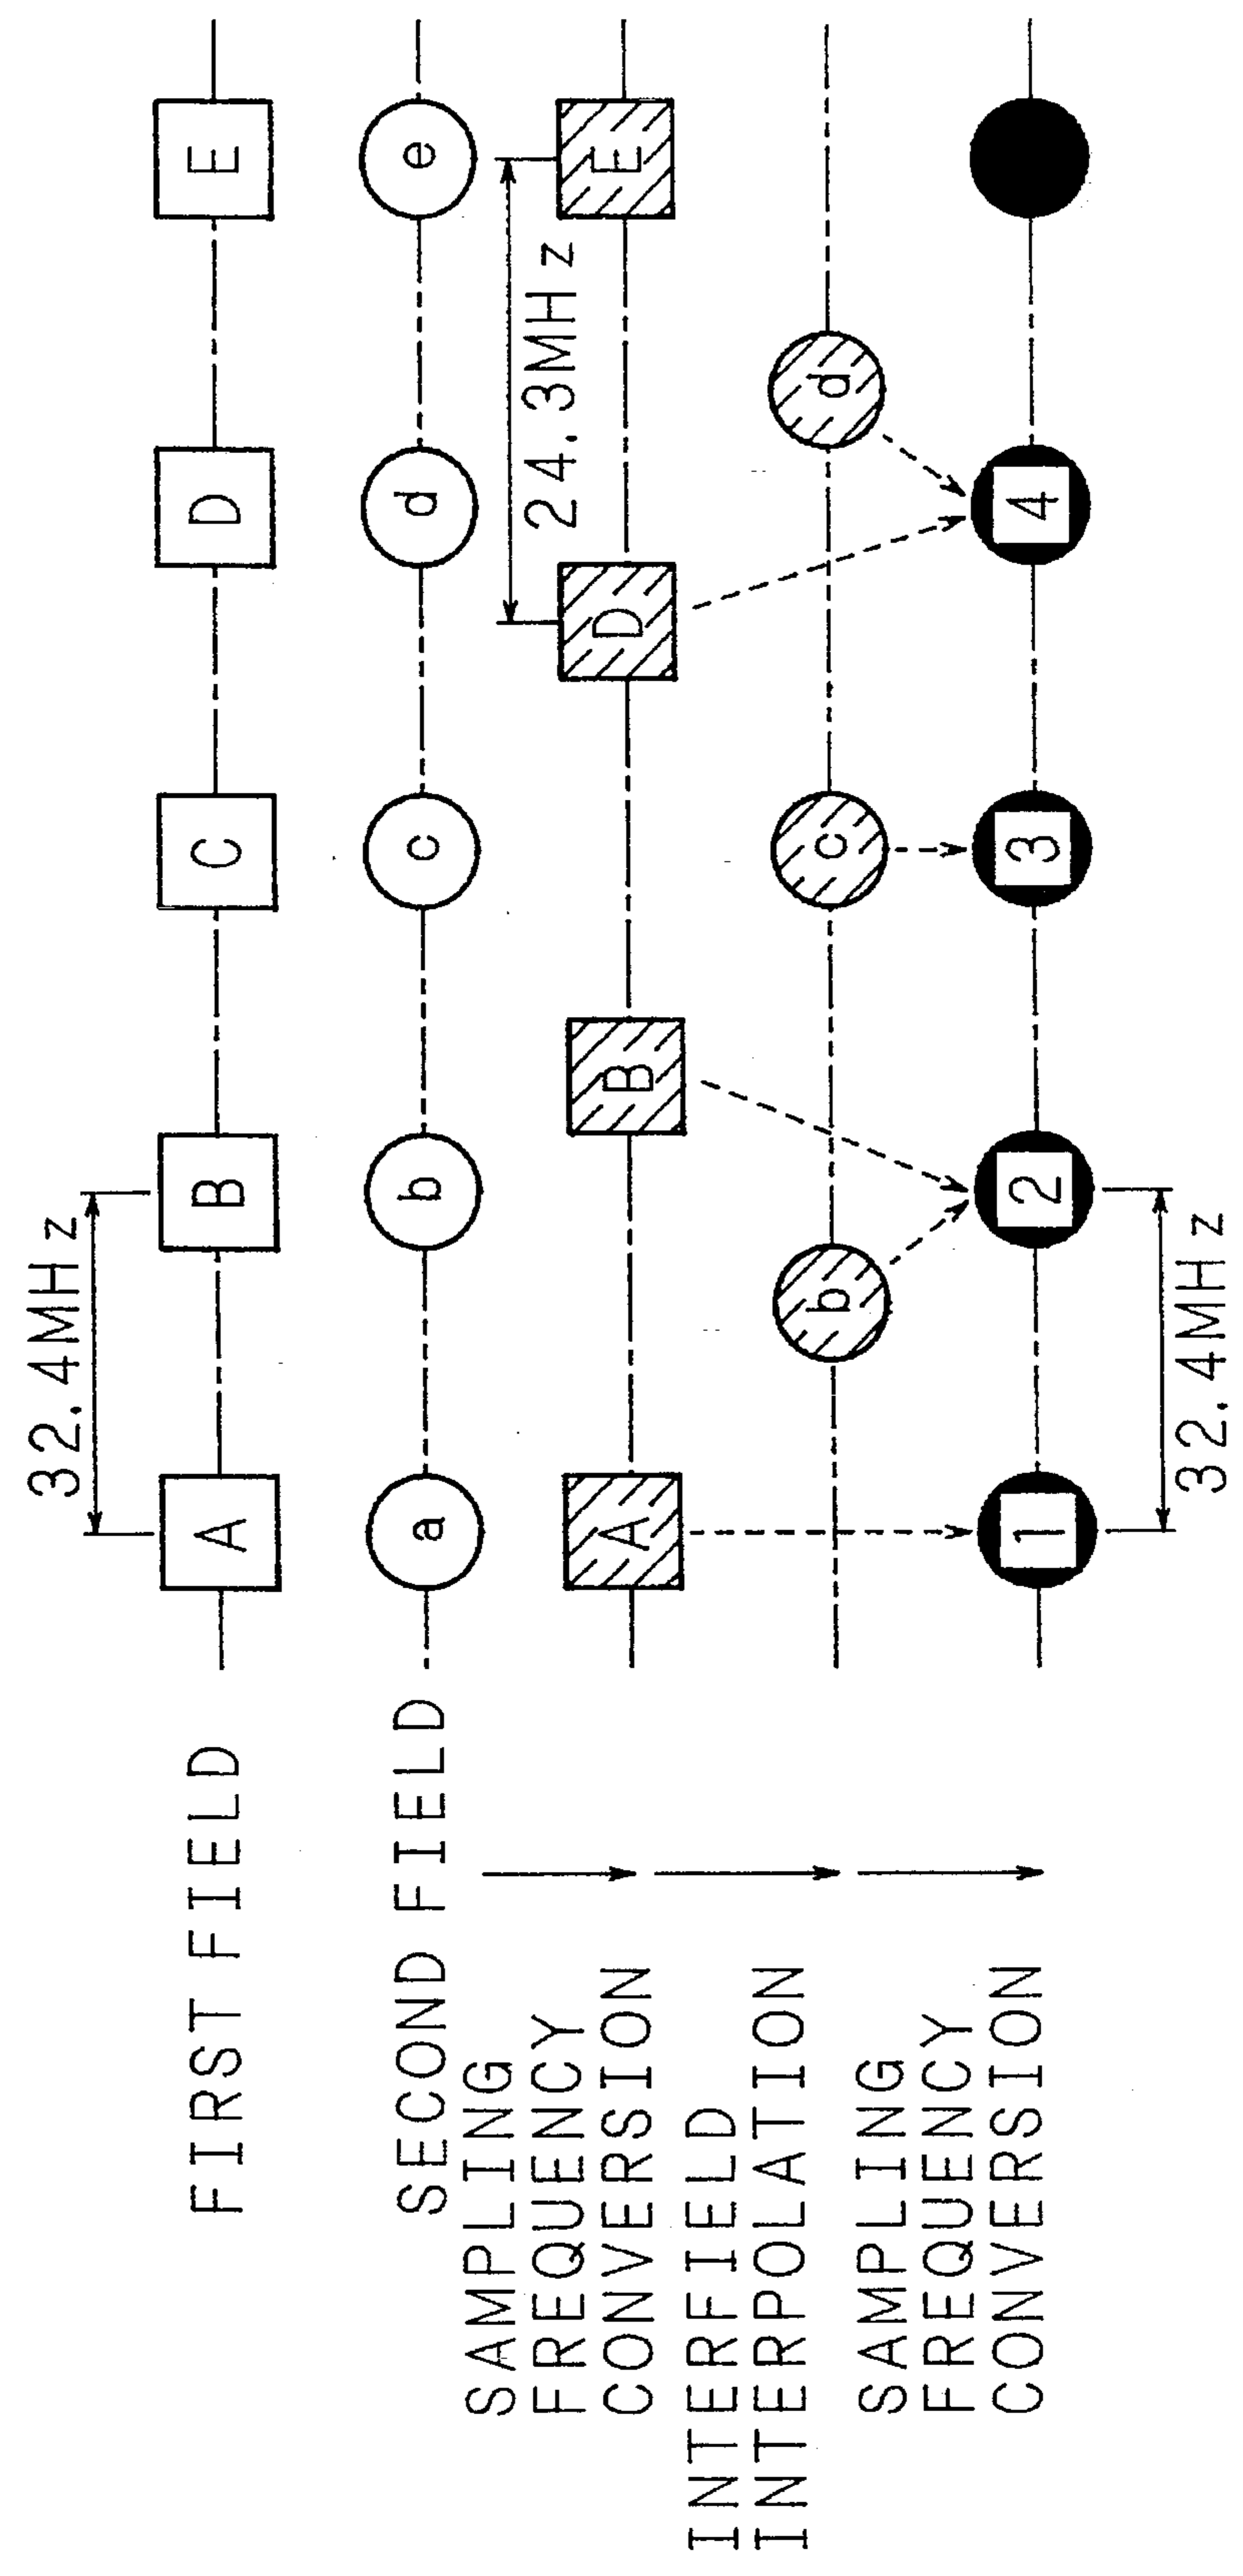 32.4MHz
FIRST FIELD A B C D E
SECOND FIELD a b c d e
24.3MHz
SAMPLING
FREQUENCY
CONVERSION
A B D E
INTERFIELD
INTERPOLATION
b c d
SAMPLING
FREQUENCY
CONVERSION
1 2 3 4
32.4MHz